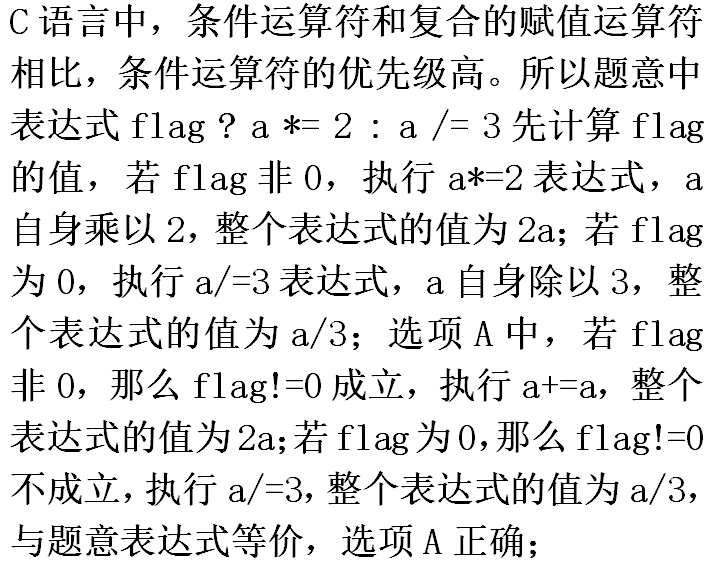 C语言中，条件运算符和复合的赋值运算符
相比，条件运算符的优先级高。所以题意中
表达式 flag ? a *= 2 : a /= 3 先计算 flag
的值，若 flag 非 0，执行 a*=2 表达式，a
自身乘以 2，整个表达式的值为 2a；若 flag
为 0，执行 a/=3 表达式，a 自身除以 3，整
个表达式的值为 a/3；选项 A 中，若 flag
非 0，那么 flag!=0 成立，执行 a+=a，整个
表达式的值为 2a；若 flag 为 0，那么 flag!=0
不成立，执行 a/=3，整个表达式的值为 a/3，
与题意表达式等价，选项 A 正确；